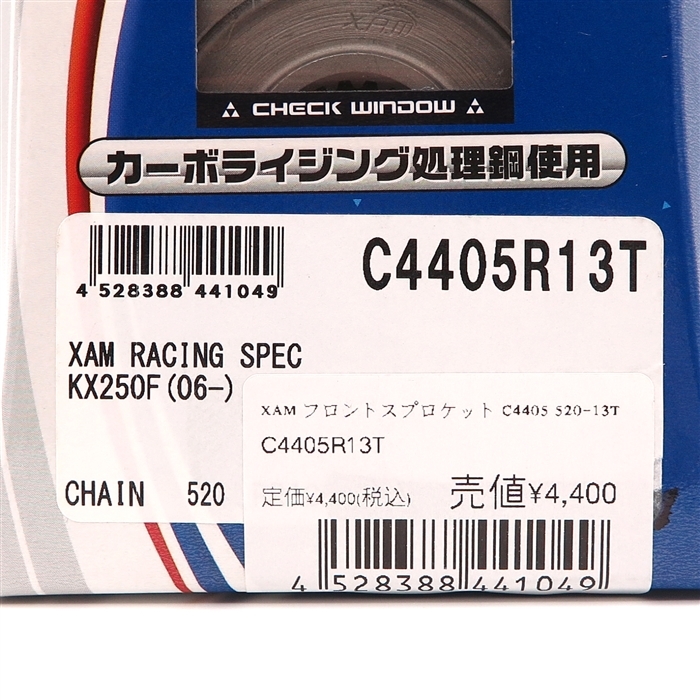 XAM
▲ CHECK WINDOW ▲
カーボライジング処理鋼使用
4 528388 441049
C4405R13T
XAM RACING SPEC
KX250F(06-)
CHAIN 520
XAM フロントスプロケット C4405 520-13T
C4405R13T
定価¥4,400(税込) 売値¥4,400
4 528388 441049